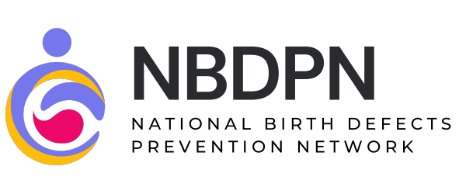 NBDPN
NATIONAL BIRTH DEFECTS
PREVENTION NETWORK